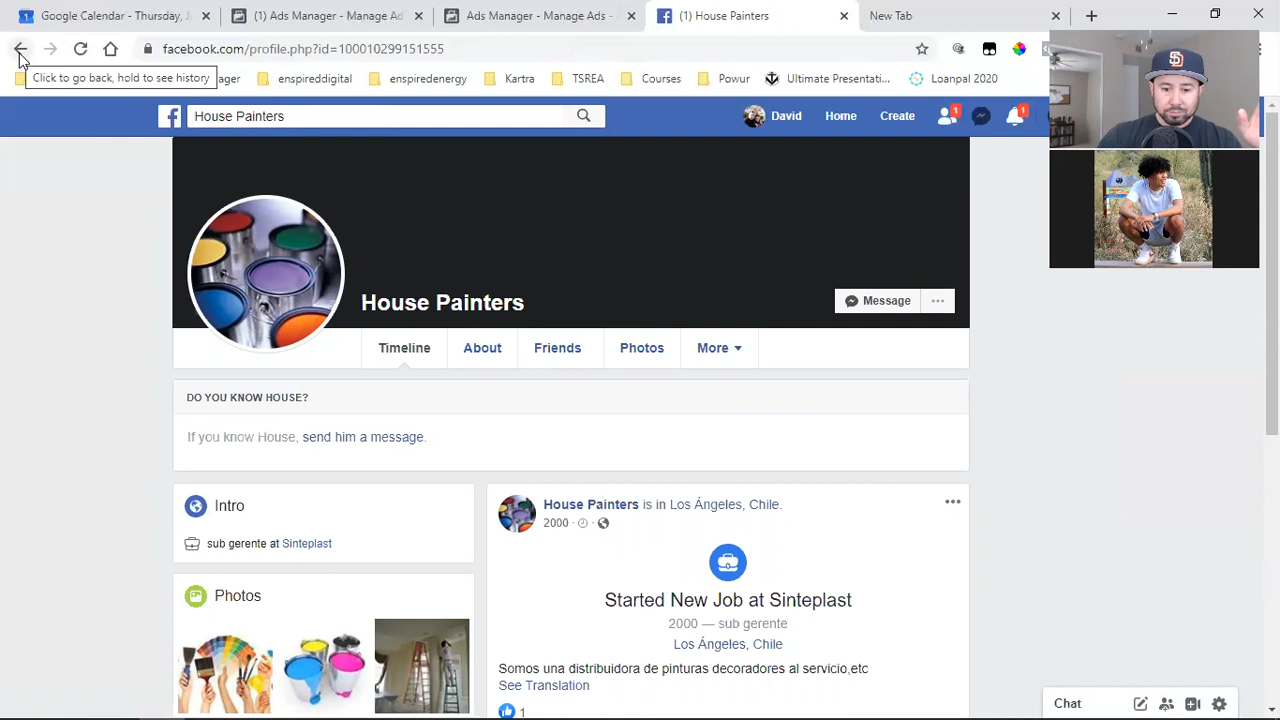 Google Calendar - Thursday, J
(1) Ads Manager - Manage Ad
Ads Manager - Manage Ads -
(1) House Painters
New Tab
facebook.com/profile.php?id=100010299151555
Click to go back, hold to see history
ager
enspireddigital
enspiredenergy
Kartra
TSREA
Courses
Powur
Ultimate Presentati...
Loanpal 2020
House Painters
David
Home
Create
1
1
House Painters
Message
Timeline
About
Friends
Photos
More
DO YOU KNOW HOUSE?
If you know House, send him a message.
Intro
sub gerente at Sinteplast
Photos
House Painters is in Los Ángeles, Chile.
2000 ·
Started New Job at Sinteplast
2000 — sub gerente
Los Ángeles, Chile
Somos una distribuidora de pinturas decoradores al servicio,etc
See Translation
1
Chat